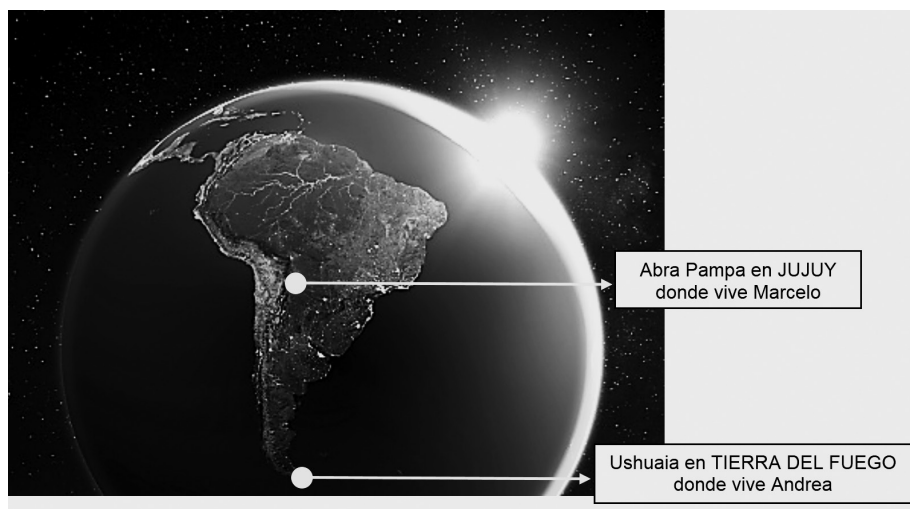 Abra Pampa en JUJUY
donde vive Marcelo
Ushuaia en TIERRA DEL FUEGO
donde vive Andrea